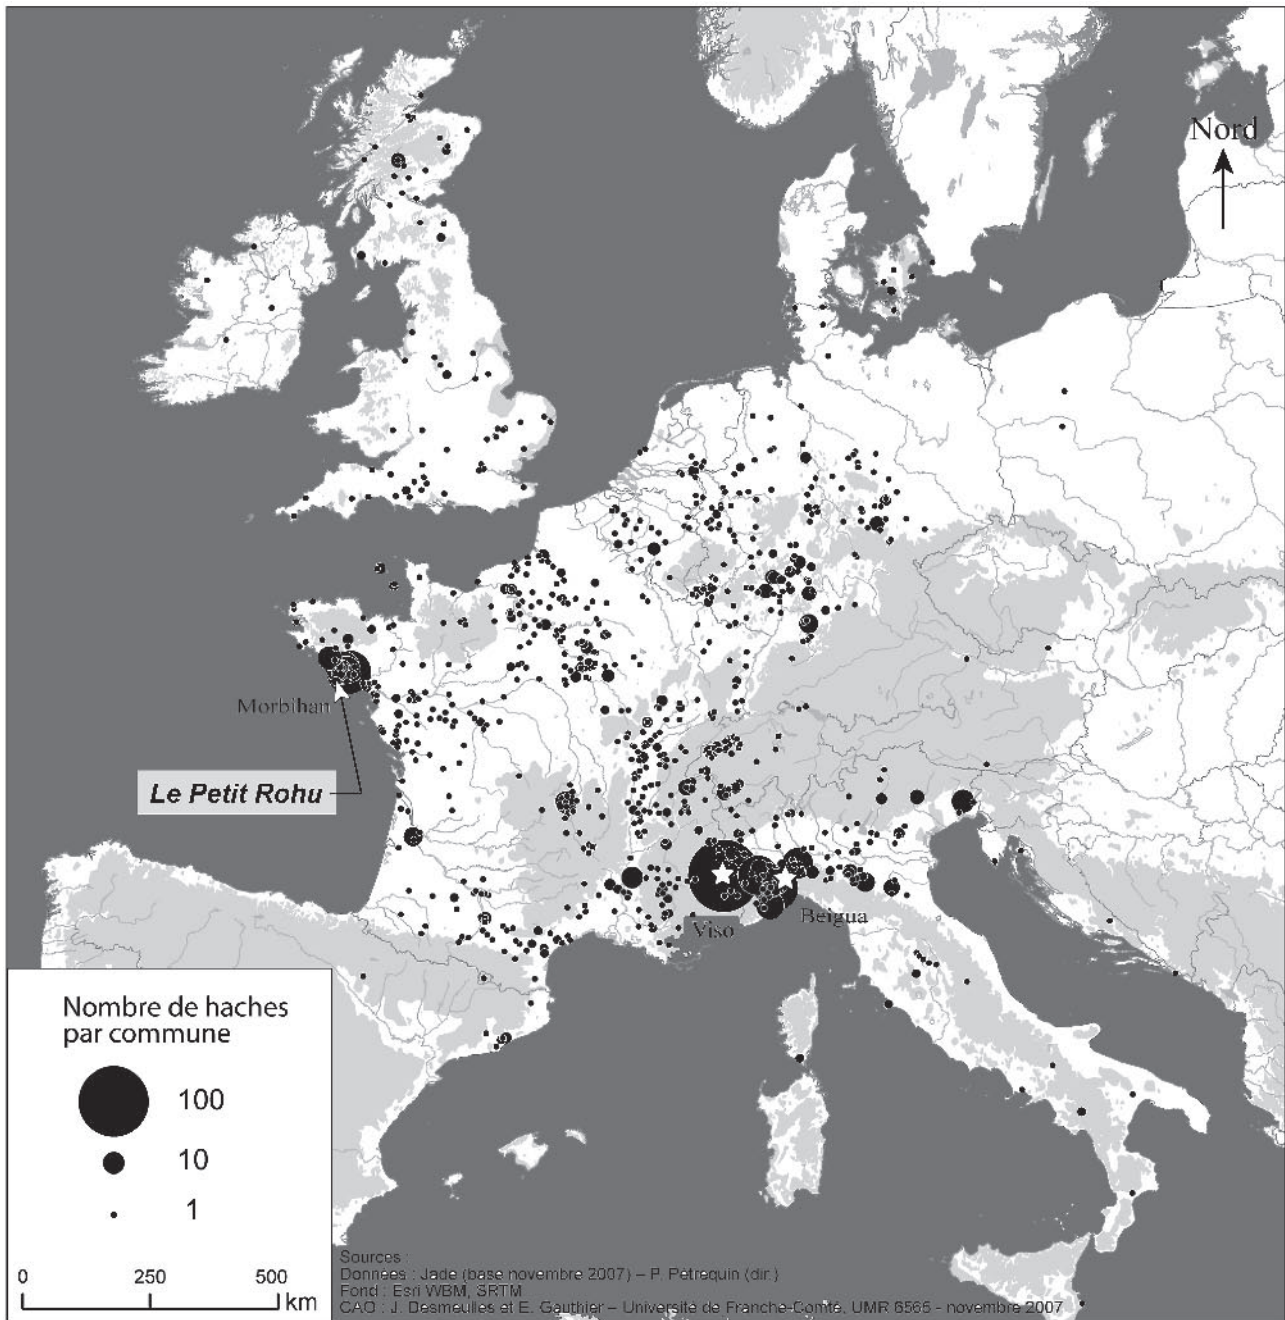 Nord
Morbihan
Le Petit Rohu
Viso
Beigua
Nombre de haches
par commune
100
10
1
0 250 500
km
Sources :
Données : Jade (base novembre 2007) – P. Pétrequin (dir.)
Fond : Esri WBM, SRTM
CAO : J. Desmeulles et E. Gauthier – Université de Franche-Comté, UMR 6565 - novembre 2007